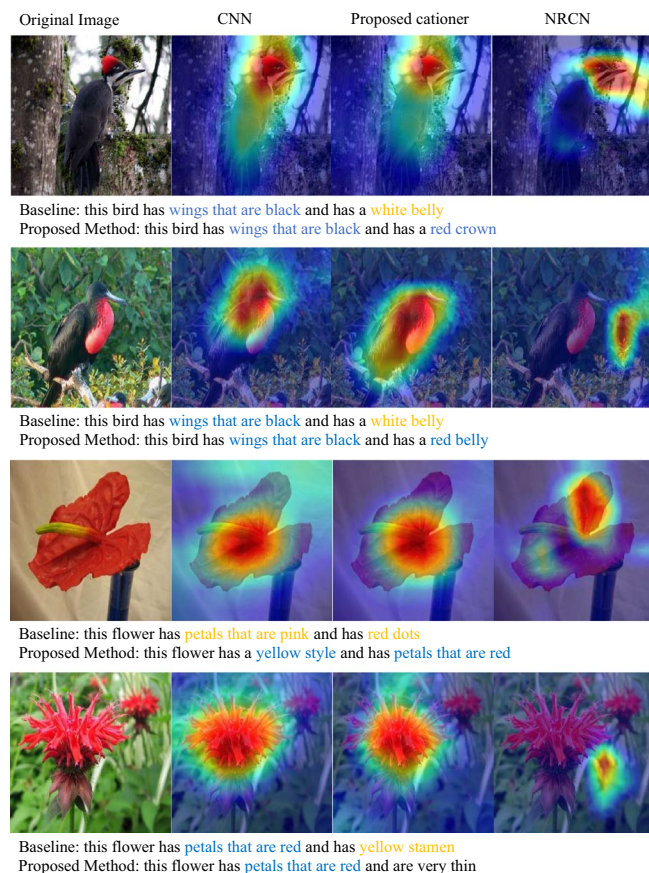 Original Image CNN Proposed cationer NRCN
Baseline: this bird has wings that are black and has a white belly
Proposed Method: this bird has wings that are black and has a red crown
Baseline: this bird has wings that are black and has a white belly
Proposed Method: this bird has wings that are black and has a red belly
Baseline: this flower has petals that are pink and has red dots
Proposed Method: this flower has a yellow style and has petals that are red
Baseline: this flower has petals that are red and has yellow stamen
Proposed Method: this flower has petals that are red and are very thin